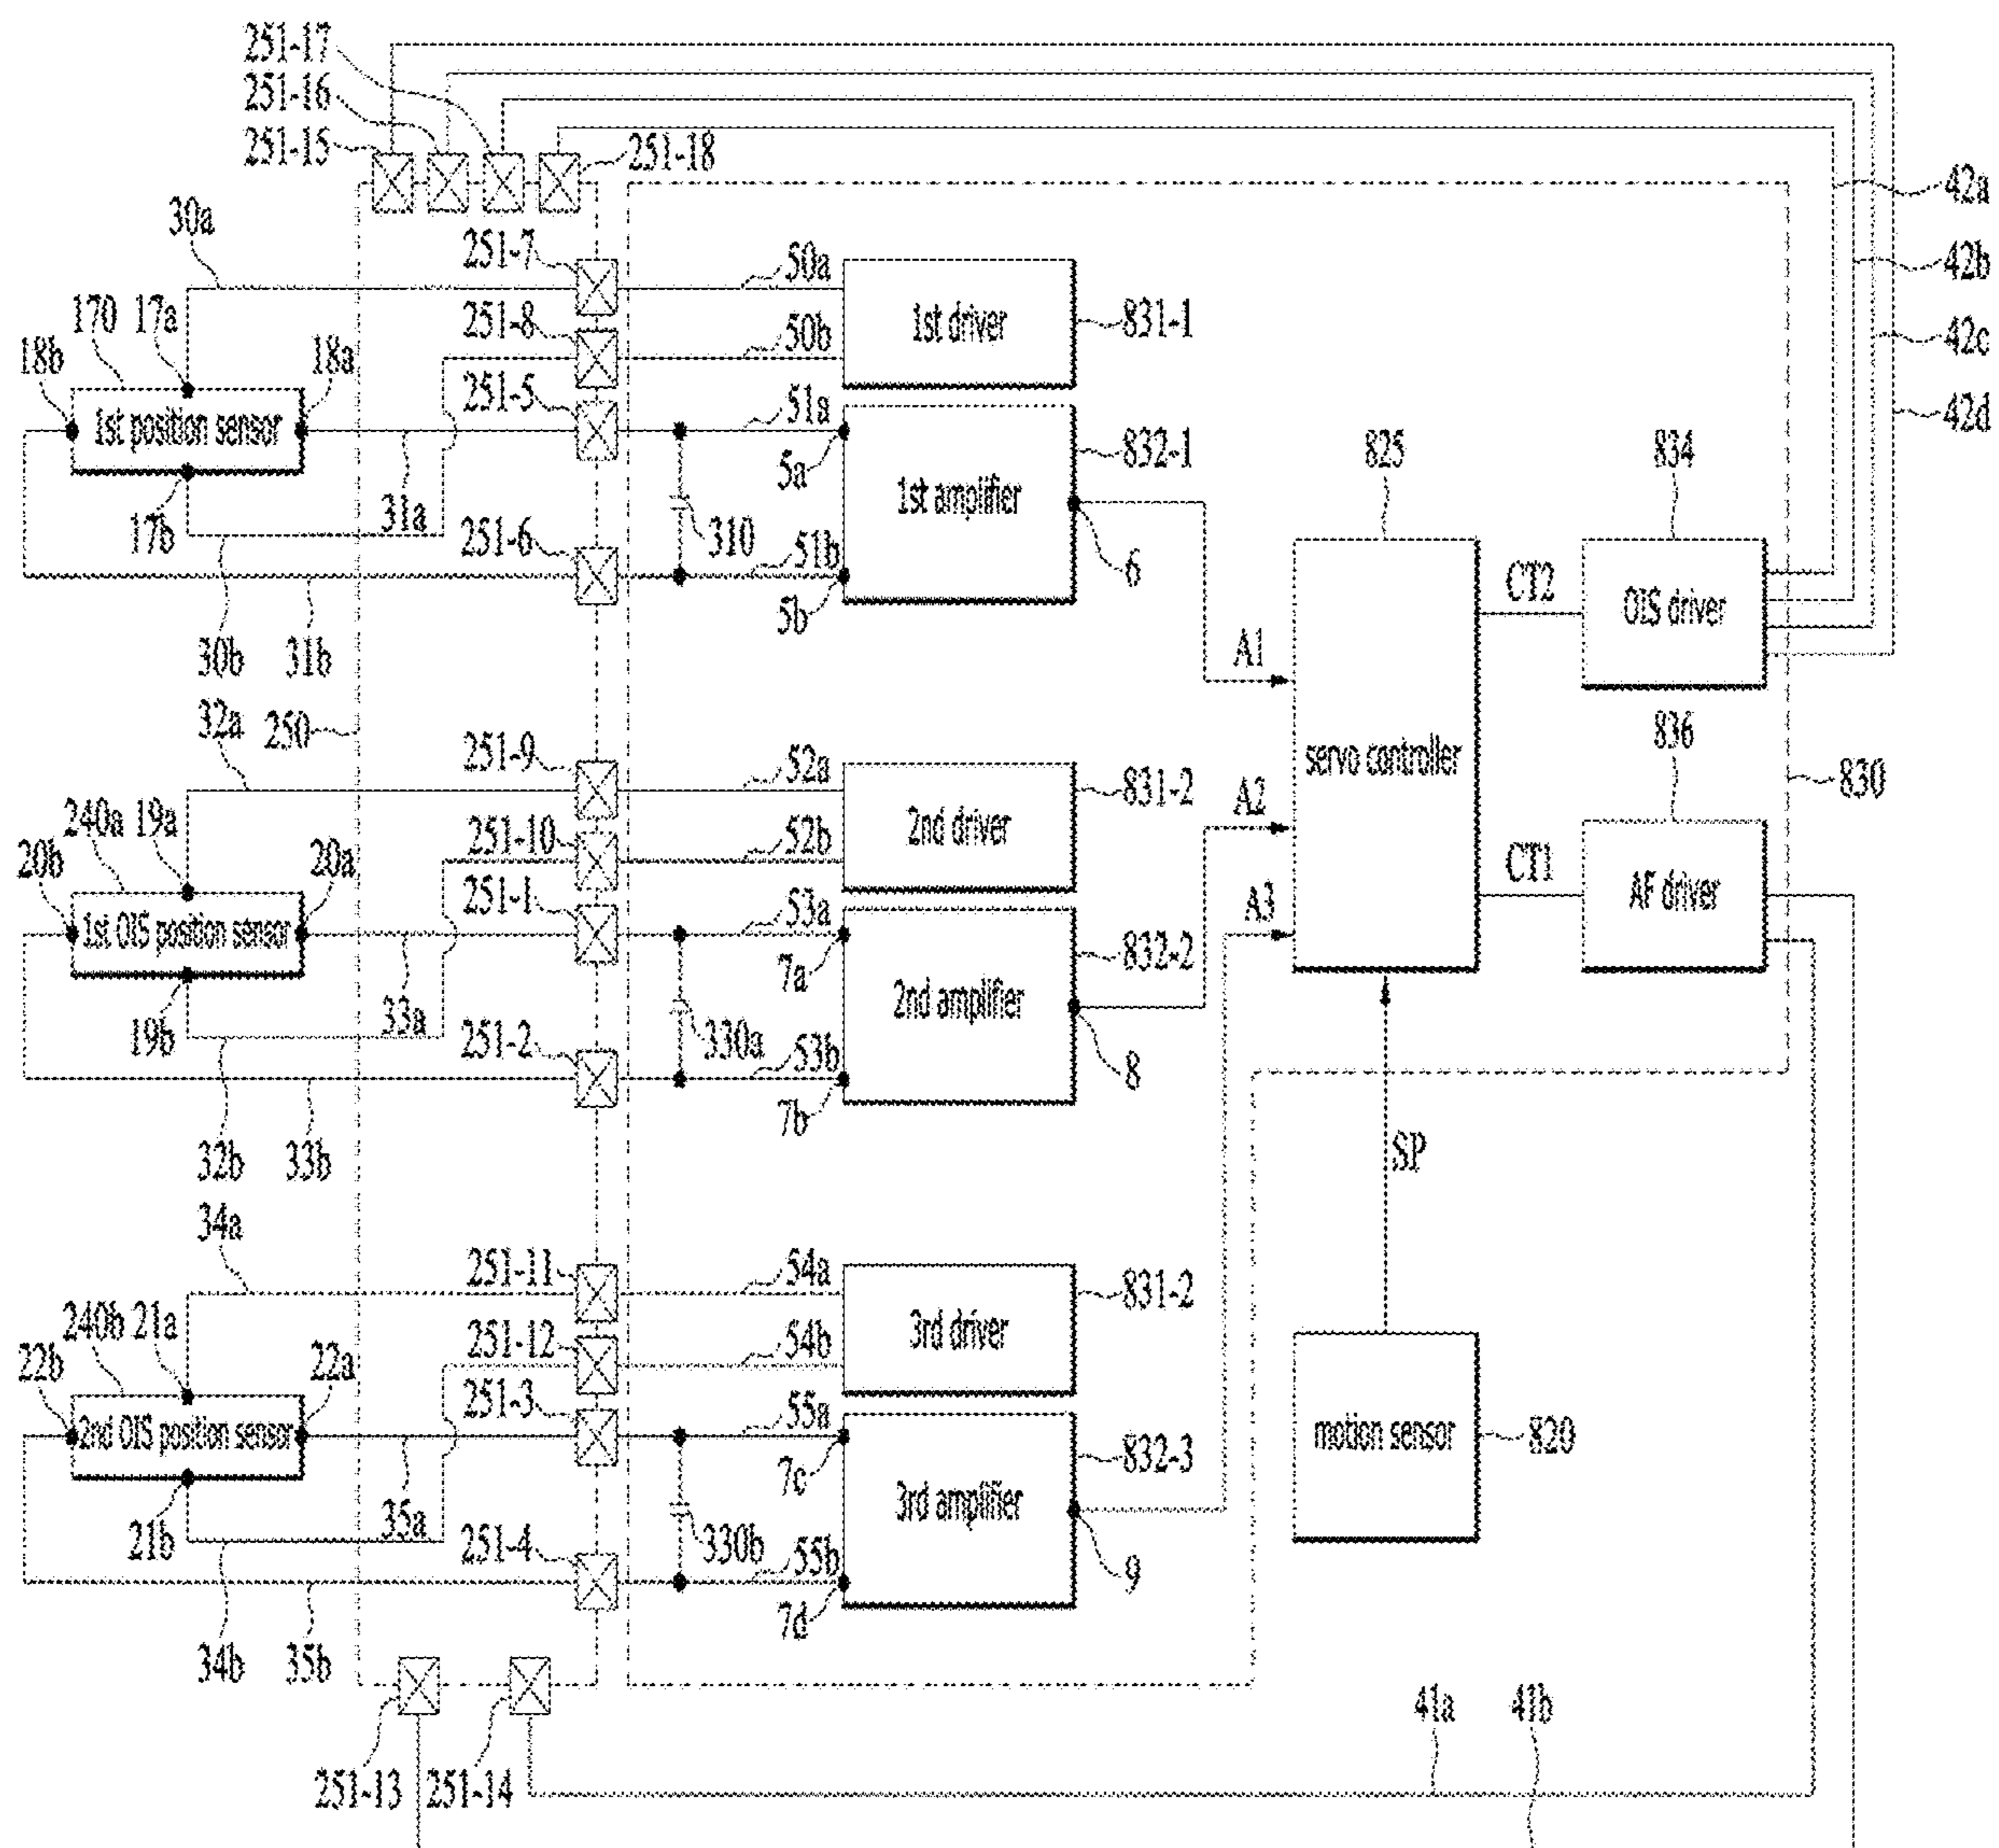 251-17
251-16
251-15
251-18
42a
30a
251-7
50a
42b
170
17a
251-8
50b
1st driver
831-1
42c
18b
18a
251-5
51a
42d
1st position sensor
5a
832-1
825
834
17b
31a
251-6
310
1st amplifier
51b
6
CT2
OIS driver
30b
31b
5b
A1
32a
250
251-9
52a
836
servo controller
830
240a
19a
251-10
52b
2nd driver
831-2
A2
20b
20a
251-1
53a
CT1
AF driver
1st OIS position sensor
7a
832-2
A3
19b
33a
251-2
330a
2nd amplifier
53b
8
32b
33b
7b
SP
34a
251-11
54a
3rd driver
831-2
240b
21a
251-12
54b
22b
22a
251-3
55a
2nd OIS position sensor
7c
832-3
motion sensor
820
21b
35a
251-4
330b
3rd amplifier
55b
9
34b
35b
7d
41a
41b
251-13
251-14